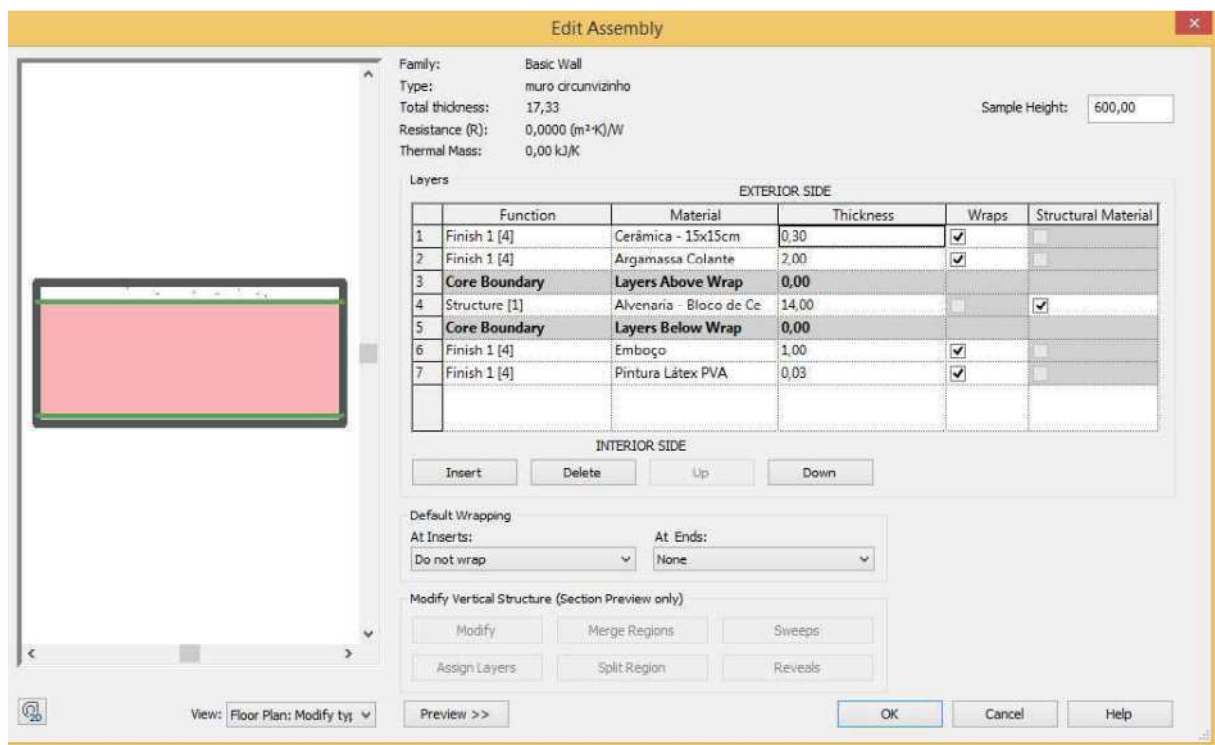 Edit Assembly
Family: Basic Wall
Type: muro circunvizinho
Total thickness: 17,33
Sample Height: 600,00
Resistance (R): 0,0000 (m²·K)/W
Thermal Mass: 0,00 kJ/K
Layers
EXTERIOR SIDE
Function Material Thickness Wraps Structural Material
1 Finish 1 [4] Cerâmica - 15x15cm 0,30
2 Finish 1 [4] Argamassa Colante 2,00
3 Core Boundary Layers Above Wrap 0,00
4 Structure [1] Alvenaria - Bloco de Ce 14,00
5 Core Boundary Layers Below Wrap 0,00
6 Finish 1 [4] Emboço 1,00
7 Finish 1 [4] Pintura Látex PVA 0,03
INTERIOR SIDE
Insert Delete Up Down
Default Wrapping
At Inserts: At Ends:
Do not wrap None
Modify Vertical Structure (Section Preview only)
Modify Merge Regions Sweeps
Assign Layers Split Region Reveals
2D
View: Floor Plan: Modify typ Preview >> OK Cancel Help